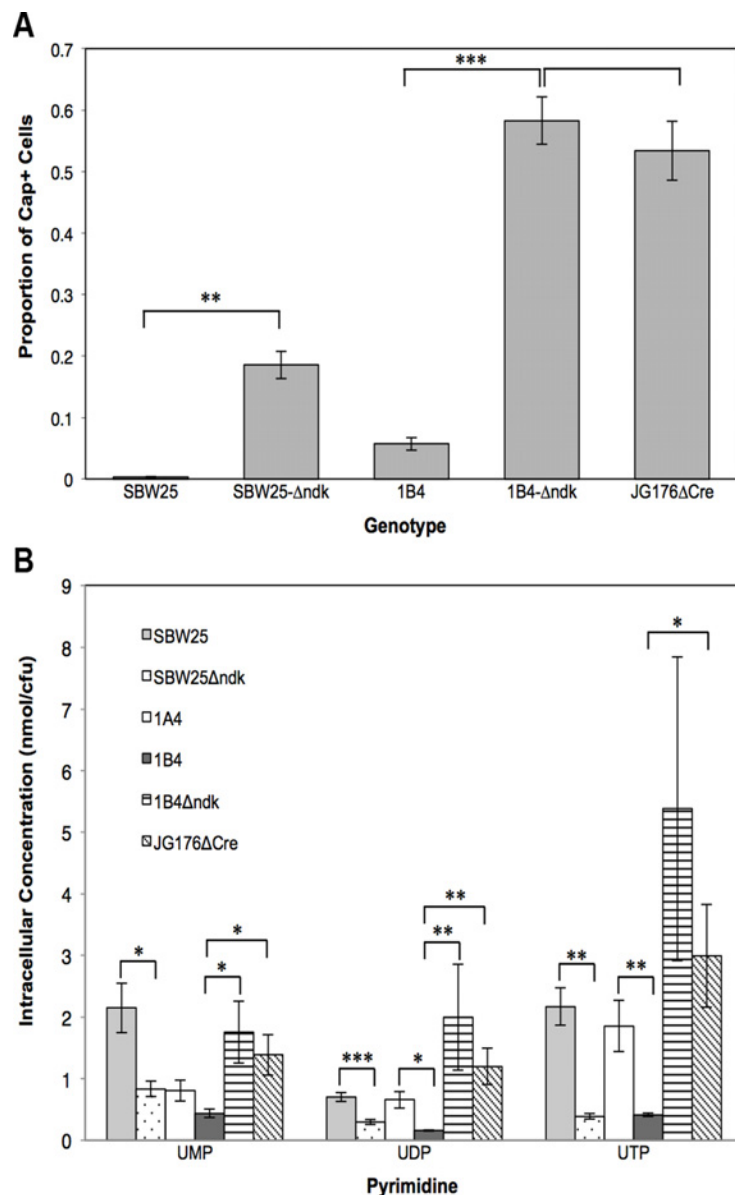 A
Proportion of Cap+ Cells
0.7
0.6
0.5
0.4
0.3
0.2
0.1
0
**
***
SBW25
SBW25-Δndk
1B4
1B4-Δndk
JG176ΔCre
Genotype
B
Intracellular Concentration (nmol/cfu)
9
8
7
6
5
4
3
2
1
0
SBW25
SBW25Δndk
1A4
1B4
1B4Δndk
JG176ΔCre
*
*
*
***
*
**
**
**
**
*
UMP
UDP
UTP
Pyrimidine